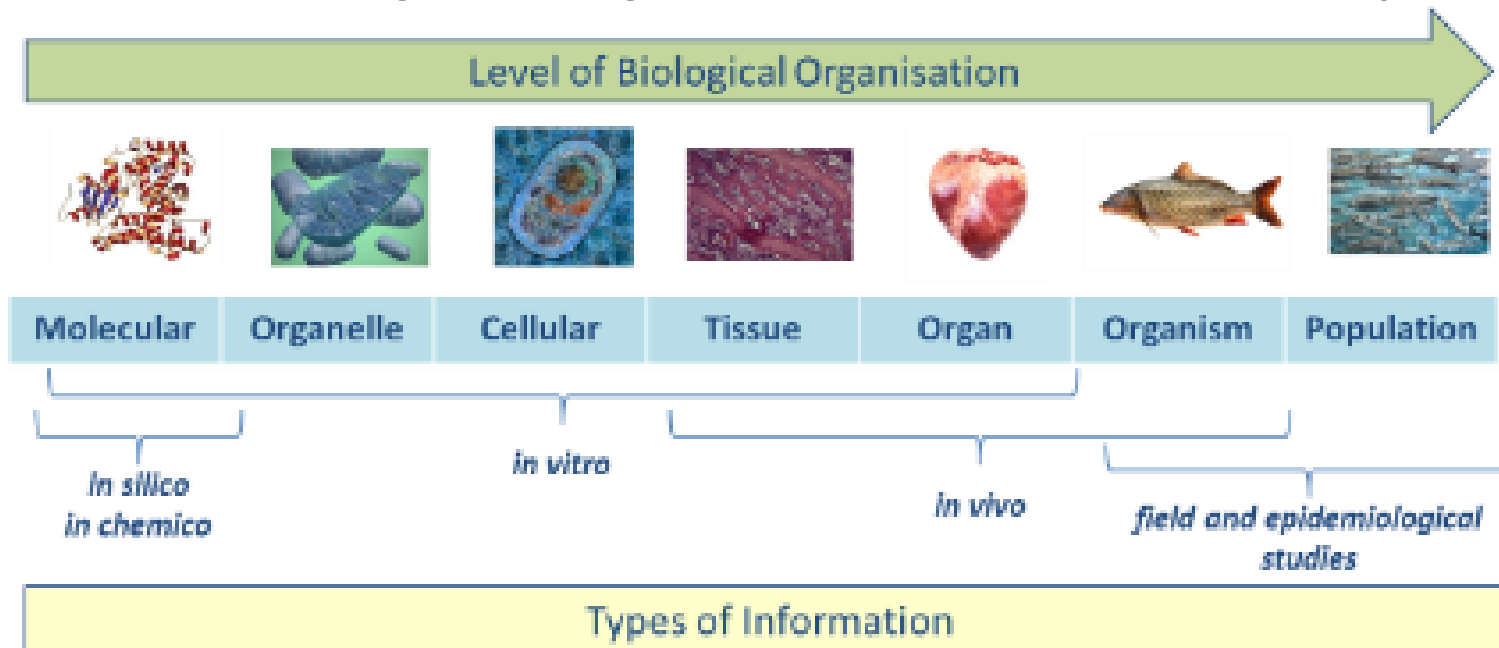 Level of Biological Organisation
Molecular Organelle Cellular Tissue Organ Organism Population
in vitro
in silico
in chemico
in vivo
field and epidemiological
studies
Types of Information